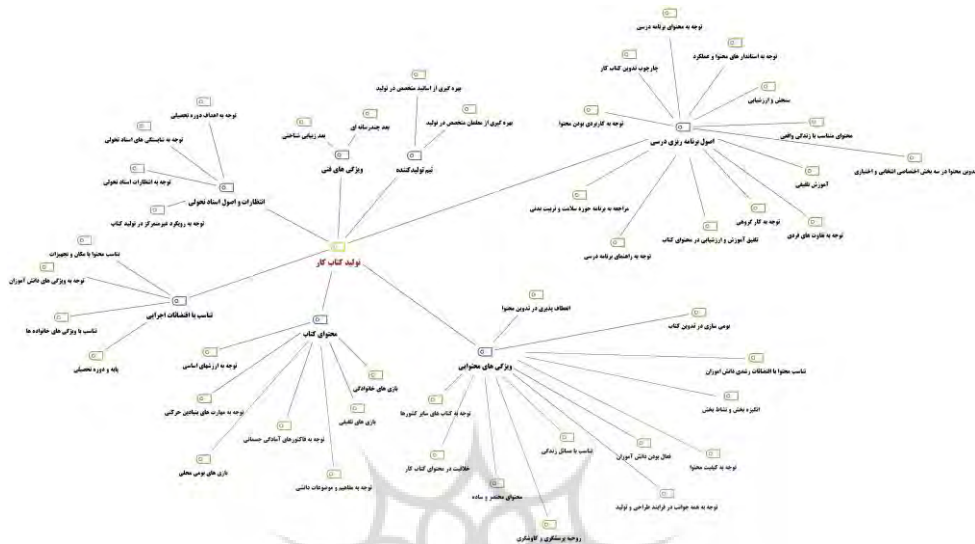 توجه به محتوای برنامه درسی
چارچوب تدوین کتاب کار
توجه به استاندارهای محتوا و عملکرد
سنجش و ارزشیابی
توجه به کاربردی بودن محتوا
محتوای متناسب با زندگی واقعی
اصول برنامه ریزی درسی
تدوین محتوا در سه بخش اختصاصی انتخابی و اختیاری
آموزش تلفیقی
مراجعه به برنامه حوزه سلامت و تربیت بدنی
توجه به کار گروهی
توجه به تفاوت های فردی
تلفیق آموزش و ارزشیابی در محتوای کتاب
توجه به راهنمای برنامه درسی
بهره گیری از اساتید متخصص در تولید
بهره گیری از معلمان متخصص در تولید
تیم تولیدکننده
بعد چندرسانه ای
بعد زیبایی شناختی
ویژگی های فنی
توجه به اهداف دوره تحصیلی
توجه به شایستگی های اسناد تحولی
توجه به انتظارات اسناد تحولی
انتظارات و اصول اسناد تحولی
توجه به رویکرد غیرمتمرکز در تولید کتاب
تولید کتاب کار
تناسب محتوا با مکان و تجهیزات
توجه به ویژگی های دانش آموزان
تناسب با اقتضائات اجرایی
تناسب با ویژگی های خانواده ها
پایه و دوره تحصیلی
محتوای کتاب
توجه به ارزشهای اساسی
بازی های خانوادگی
توجه به مهارت های بنیادین حرکتی
بازی های تلفیقی
توجه به فاکتورهای آمادگی جسمانی
بازی های بومی محلی
توجه به مفاهیم و موضوعات دانشی
انعطاف پذیری در تدوین محتوا
بومی سازی در تدوین کتاب
ویژگی های محتوایی
تناسب محتوا با اقتضائات رشدی دانش آموزان
انگیزه بخش و نشاط بخش
توجه به کتاب های سایر کشورها
توجه به کیفیت محتوا
فعال بودن دانش آموزان
تناسب با مسائل زندگی
خلاقیت در محتوای کتاب کار
محتوای مختصر و ساده
توجه به همه جوانب در فرایند طراحی و تولید
روحیه پرسشگری و کاوشگری